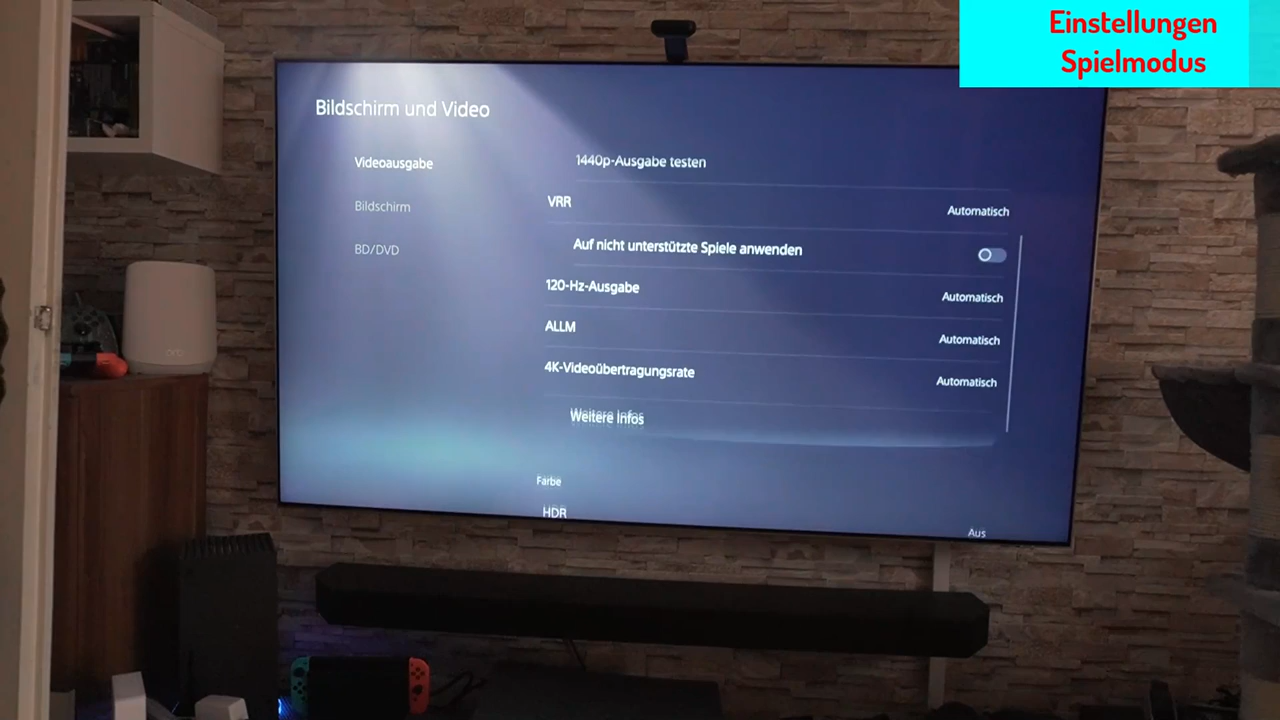 Einstellungen
Spielmodus
Bildschirm und Video
Videoausgabe
Bildschirm
BD/DVD
1440p-Ausgabe testen
VRR
Automatisch
Auf nicht unterstützte Spiele anwenden
120-Hz-Ausgabe
Automatisch
ALLM
Automatisch
4K-Videoübertragungsrate
Automatisch
Weitere Infos
Farbe
HDR
Aus
orbi